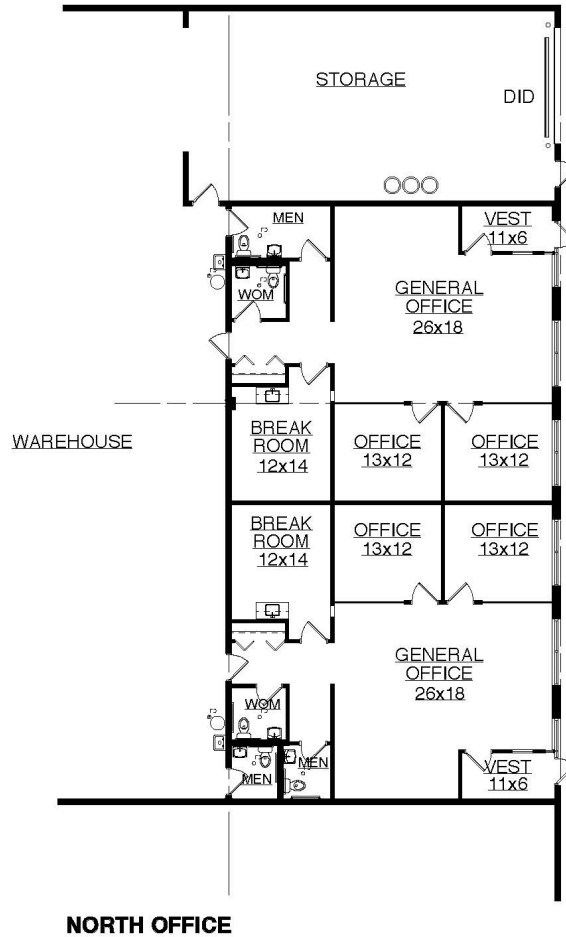 STORAGE
DID
MEN
VEST
11x6
WOM
GENERAL
OFFICE
26x18
WAREHOUSE
BREAK
ROOM
12x14
OFFICE
13x12
OFFICE
13x12
BREAK
ROOM
12x14
OFFICE
13x12
OFFICE
13x12
GENERAL
OFFICE
26x18
WOM
MEN
MEN
VEST
11x6
NORTH OFFICE